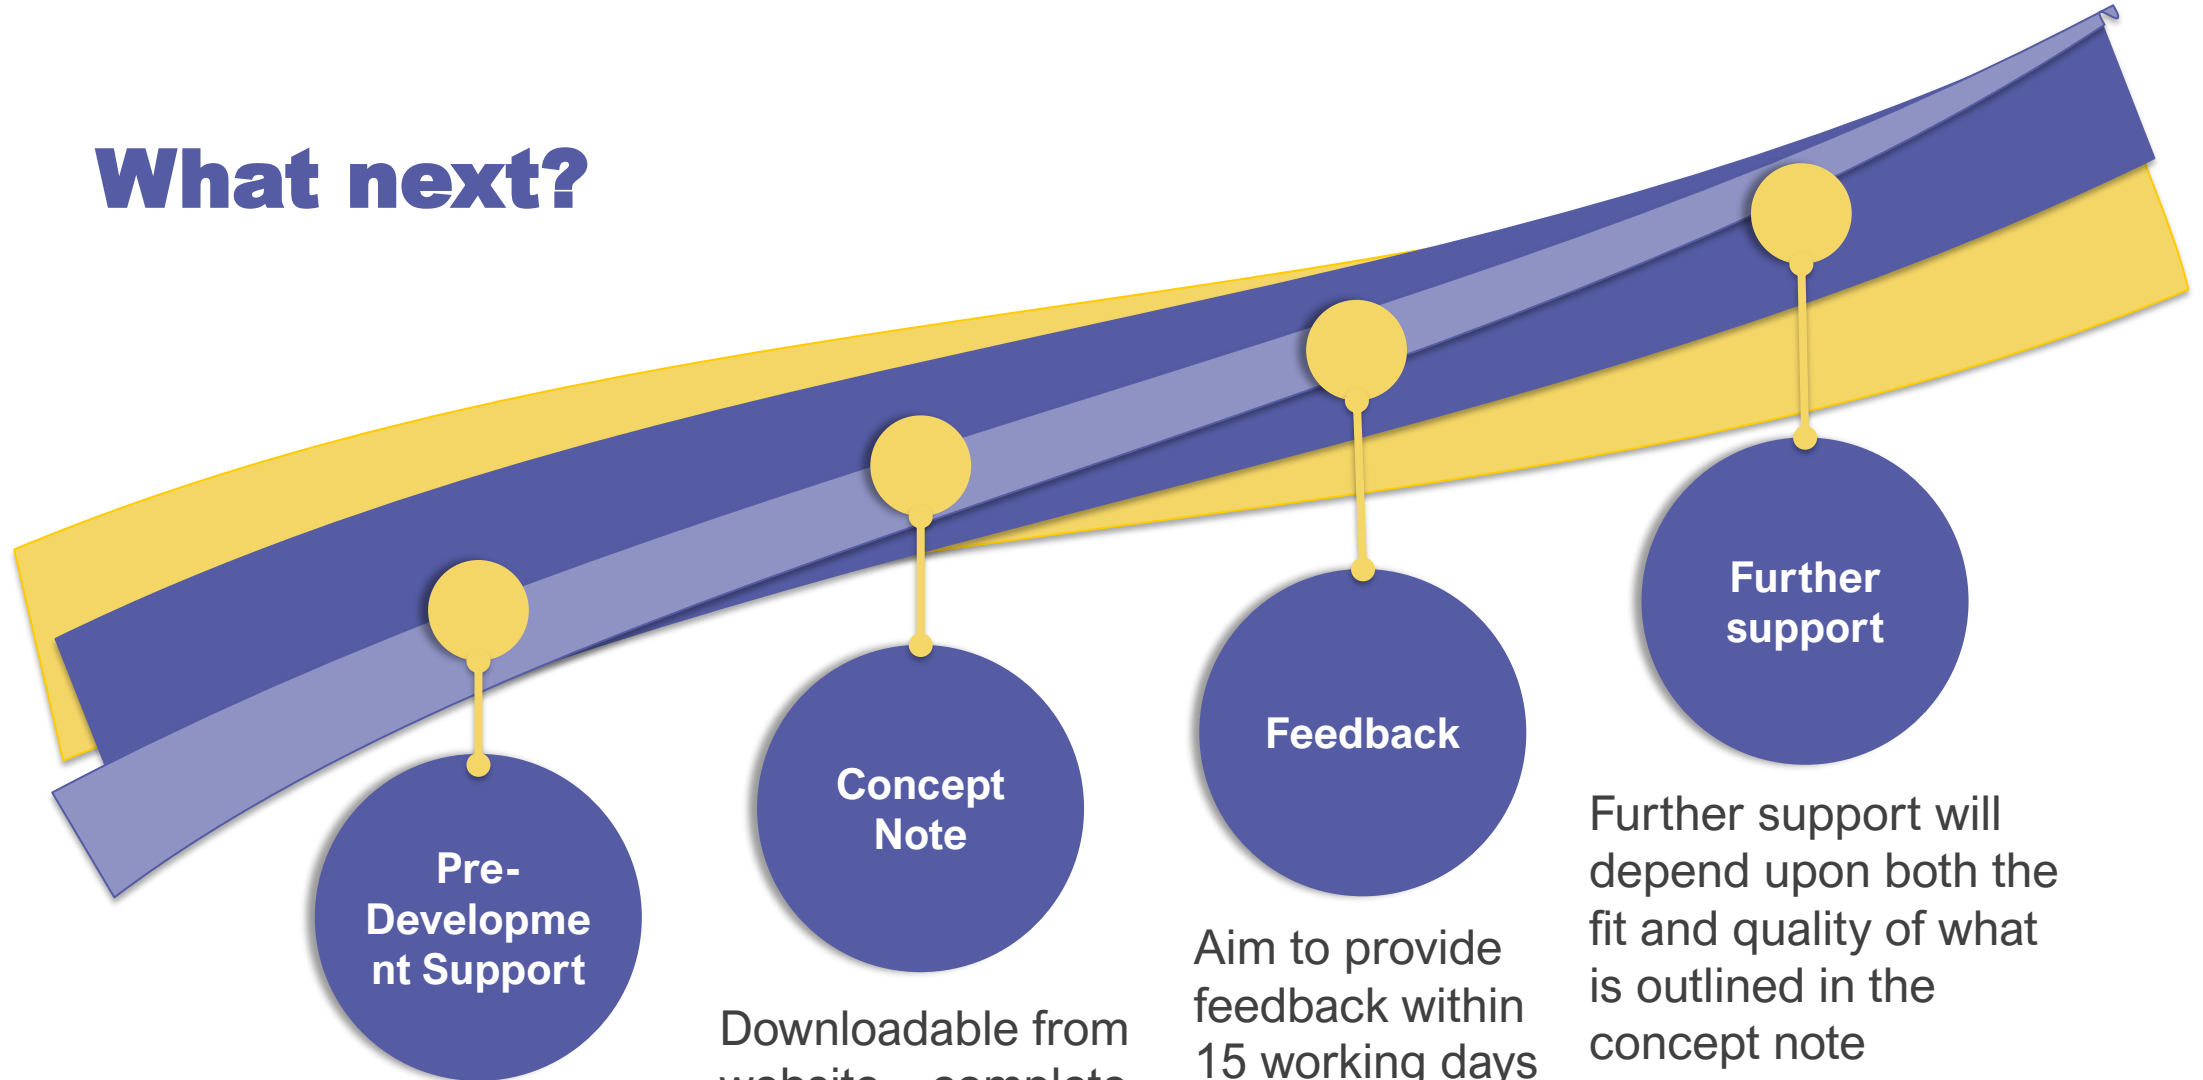 What next?
Pre-
Developme
nt Support
Concept
Note
Downloadable from
website – complete
Feedback
Aim to provide
feedback within
15 working days
Further
support
Further support will
depend upon both the
fit and quality of what
is outlined in the
concept note